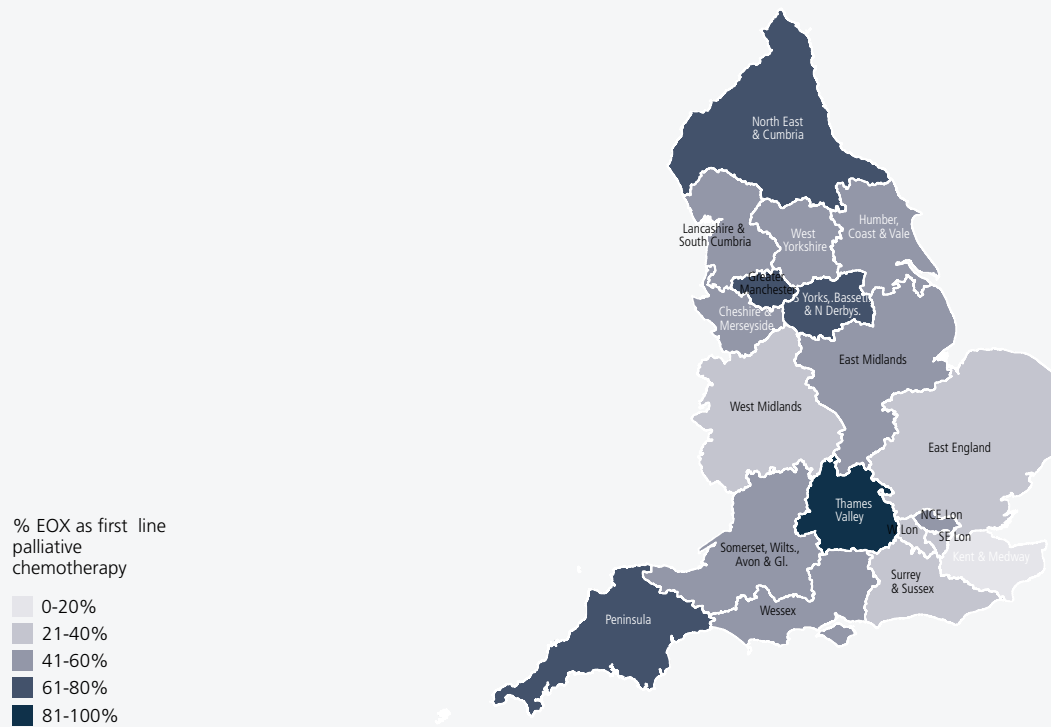 North East
& Cumbria
Lancashire &
South Cumbria
West
Yorkshire
Humber,
Coast & Vale
Greater
Manchester
S Yorks,.Bassetl
& N Derbys.
Cheshire &
Merseyside
East Midlands
West Midlands
East England
Thames
Valley
NCE Lon
W Lon
SE Lon
Kent & Medway
Somerset, Wilts.,
Avon & Gl.
Surrey
& Sussex
Wessex
Peninsula
% EOX as first line
palliative
chemotherapy
0-20%
21-40%
41-60%
61-80%
81-100%